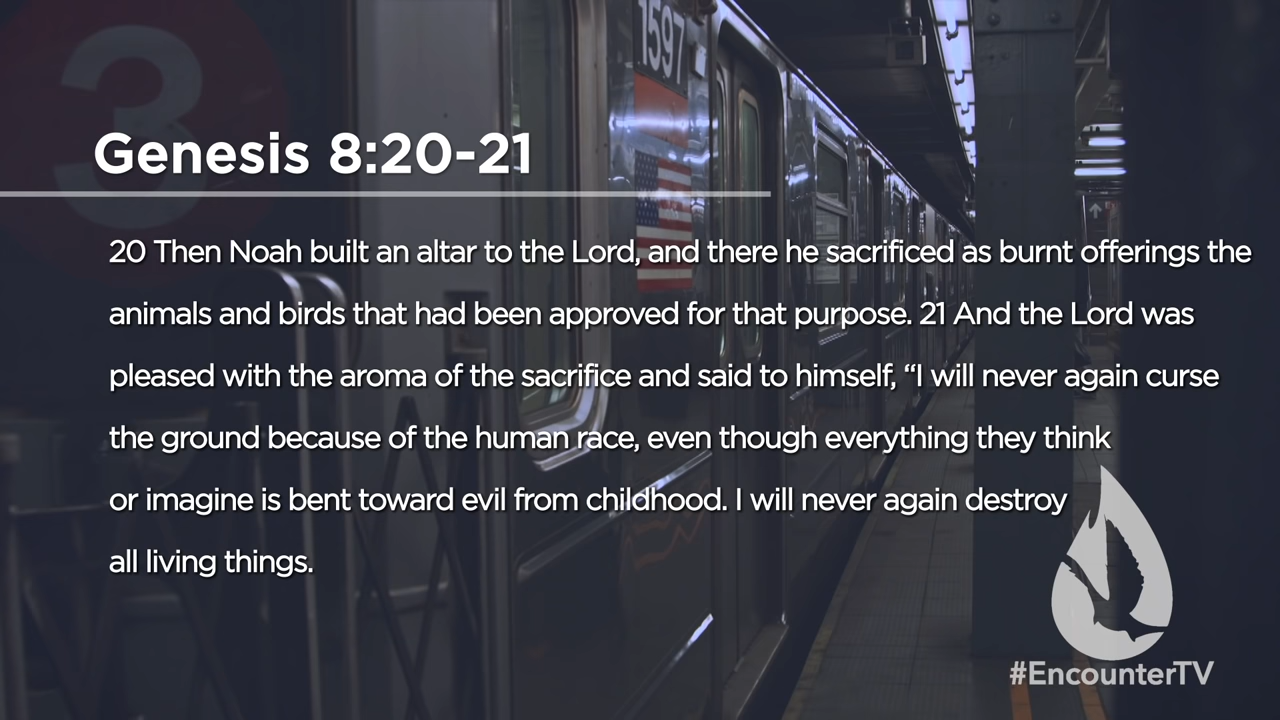 3
1597
Genesis 8:20-21
20 Then Noah built an altar to the Lord, and there he sacrificed as burnt offerings the
animals and birds that had been approved for that purpose. 21 And the Lord was
pleased with the aroma of the sacrifice and said to himself, “I will never again curse
the ground because of the human race, even though everything they think
or imagine is bent toward evil from childhood. I will never again destroy
all living things.
#EncounterTV